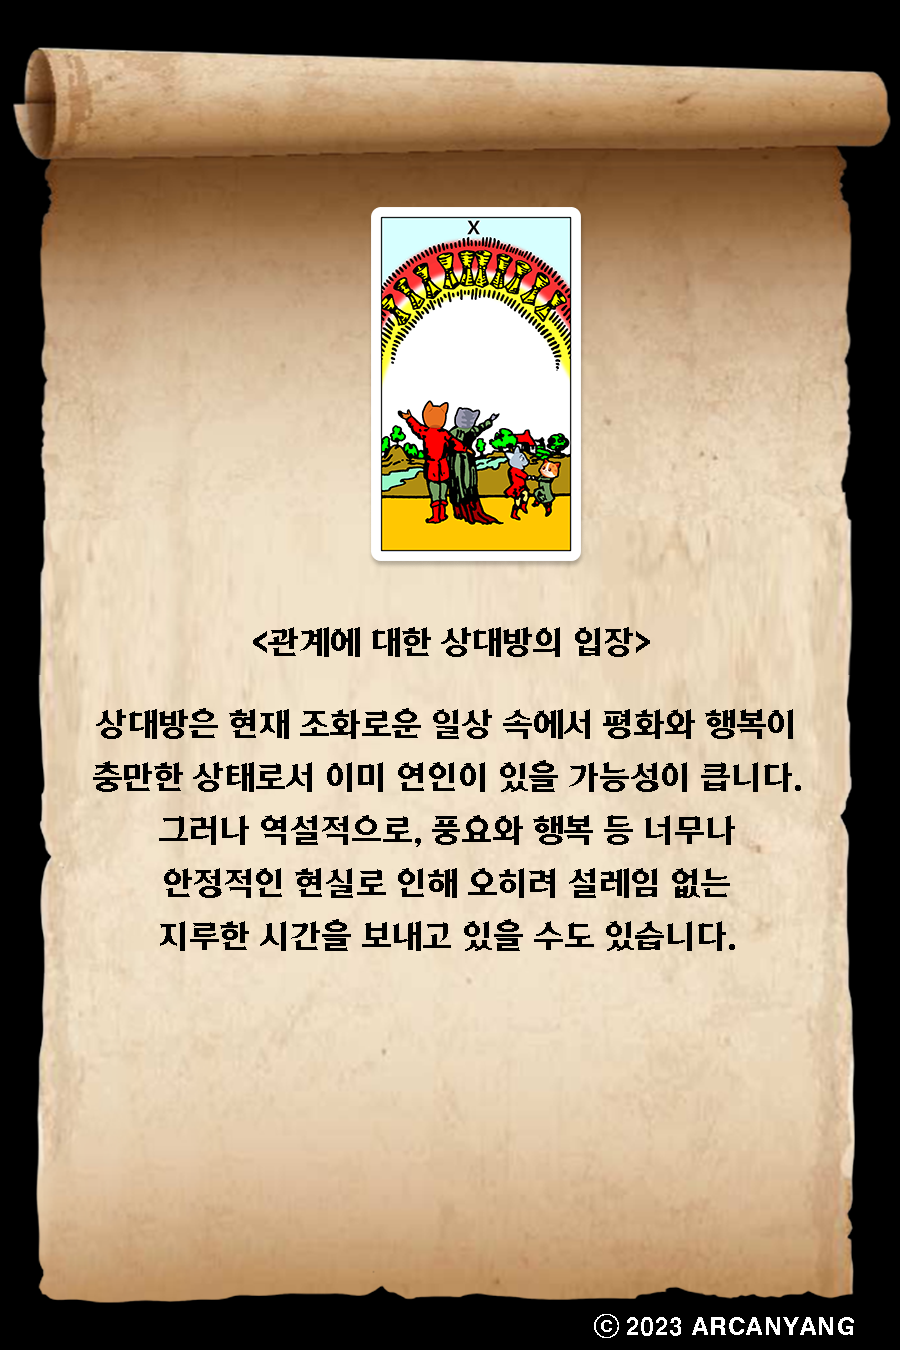 X
<관계에 대한 상대방의 입장>
상대방은 현재 조화로운 일상 속에서 평화와 행복이
충만한 상태로서 이미 연인이 있을 가능성이 큽니다.
그러나 역설적으로, 풍요와 행복 등 너무나
안정적인 현실로 인해 오히려 설레임 없는
지루한 시간을 보내고 있을 수도 있습니다.
© 2023 ARCANYANG